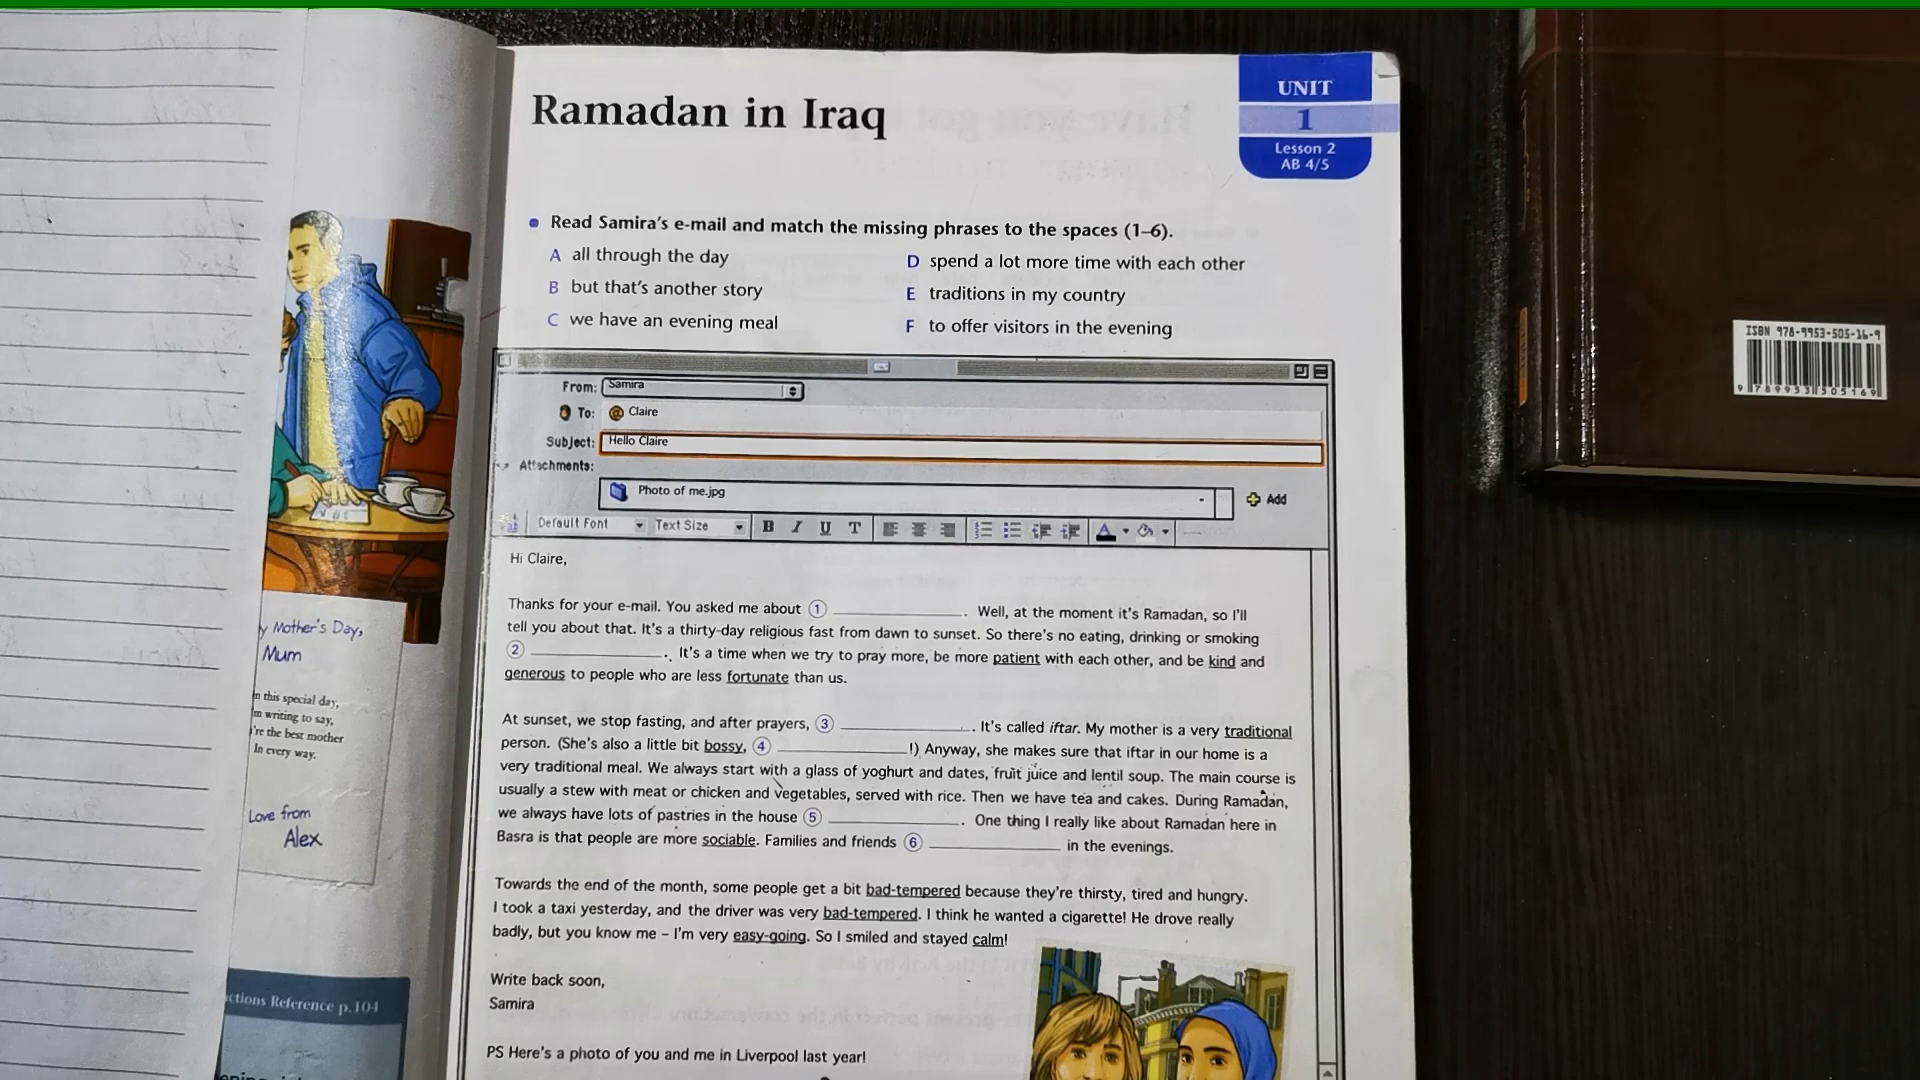 Ramadan in Iraq
UNIT
1
Lesson 2
AB 4/5
Read Samira's e-mail and match the missing phrases to the spaces (1–6).
A all through the day
B but that's another story
C we have an evening meal
D spend a lot more time with each other
E traditions in my country
F to offer visitors in the evening
From: Samira
To: Claire
Subject: Hello Claire
Attachments:
Photo of me.jpg
Add
Default Font Text Size B I U T A
Hi Claire,
Thanks for your e-mail. You asked me about 1 ____________. Well, at the moment it's Ramadan, so I'll
tell you about that. It's a thirty-day religious fast from dawn to sunset. So there's no eating, drinking or smoking
2 ____________. It's a time when we try to pray more, be more patient with each other, and be kind and
generous to people who are less fortunate than us.
At sunset, we stop fasting, and after prayers, 3 ____________. It's called iftar. My mother is a very traditional
person. (She's also a little bit bossy, 4 ____________!) Anyway, she makes sure that iftar in our home is a
very traditional meal. We always start with a glass of yoghurt and dates, fruit juice and lentil soup. The main course is
usually a stew with meat or chicken and vegetables, served with rice. Then we have tea and cakes. During Ramadan,
we always have lots of pastries in the house 5 ____________. One thing I really like about Ramadan here in
Basra is that people are more sociable. Families and friends 6 ____________ in the evenings.
Towards the end of the month, some people get a bit bad-tempered because they're thirsty, tired and hungry.
I took a taxi yesterday, and the driver was very bad-tempered. I think he wanted a cigarette! He drove really
badly, but you know me – I'm very easy-going. So I smiled and stayed calm!
Write back soon,
Samira
PS Here's a photo of you and me in Liverpool last year!
y Mother's Day,
Mum
n this special day,
'm writing to say,
're the best mother
In every way.
Love from
Alex
ctions Reference p.104
ISBN 978-9953-505-16-9
9 789953 505169